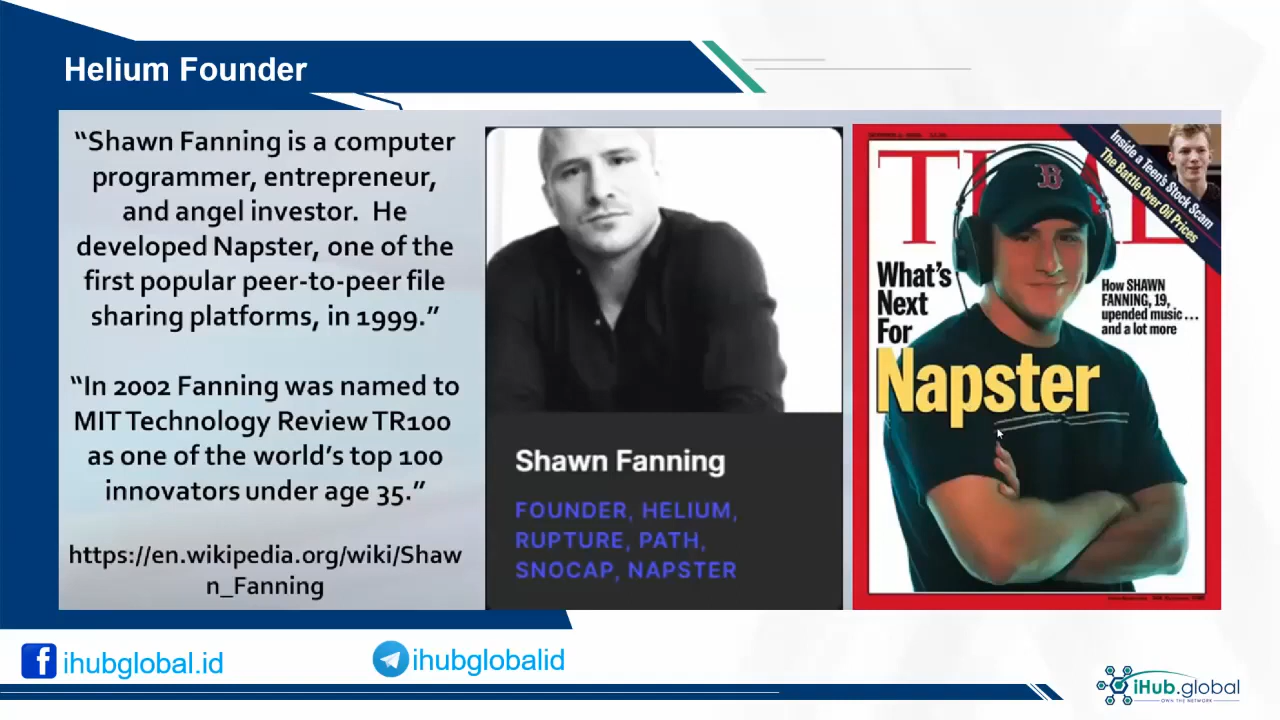 Helium Founder
“Shawn Fanning is a computer
programmer, entrepreneur,
and angel investor. He
developed Napster, one of the
first popular peer-to-peer file
sharing platforms, in 1999.”
“In 2002 Fanning was named to
MIT Technology Review TR100
as one of the world’s top 100
innovators under age 35.”
https://en.wikipedia.org/wiki/Shaw
n_Fanning
Shawn Fanning
FOUNDER, HELIUM,
RUPTURE, PATH,
SNOCAP, NAPSTER
Inside a Teen's Stock Scam
The Battle Over Oil Prices
B
What's
Next
For
Napster
How SHAWN
FANNING, 19,
upended music...
and a lot more
ihubglobal.id
ihubglobalid
iHub.global
OWN THE NETWORK